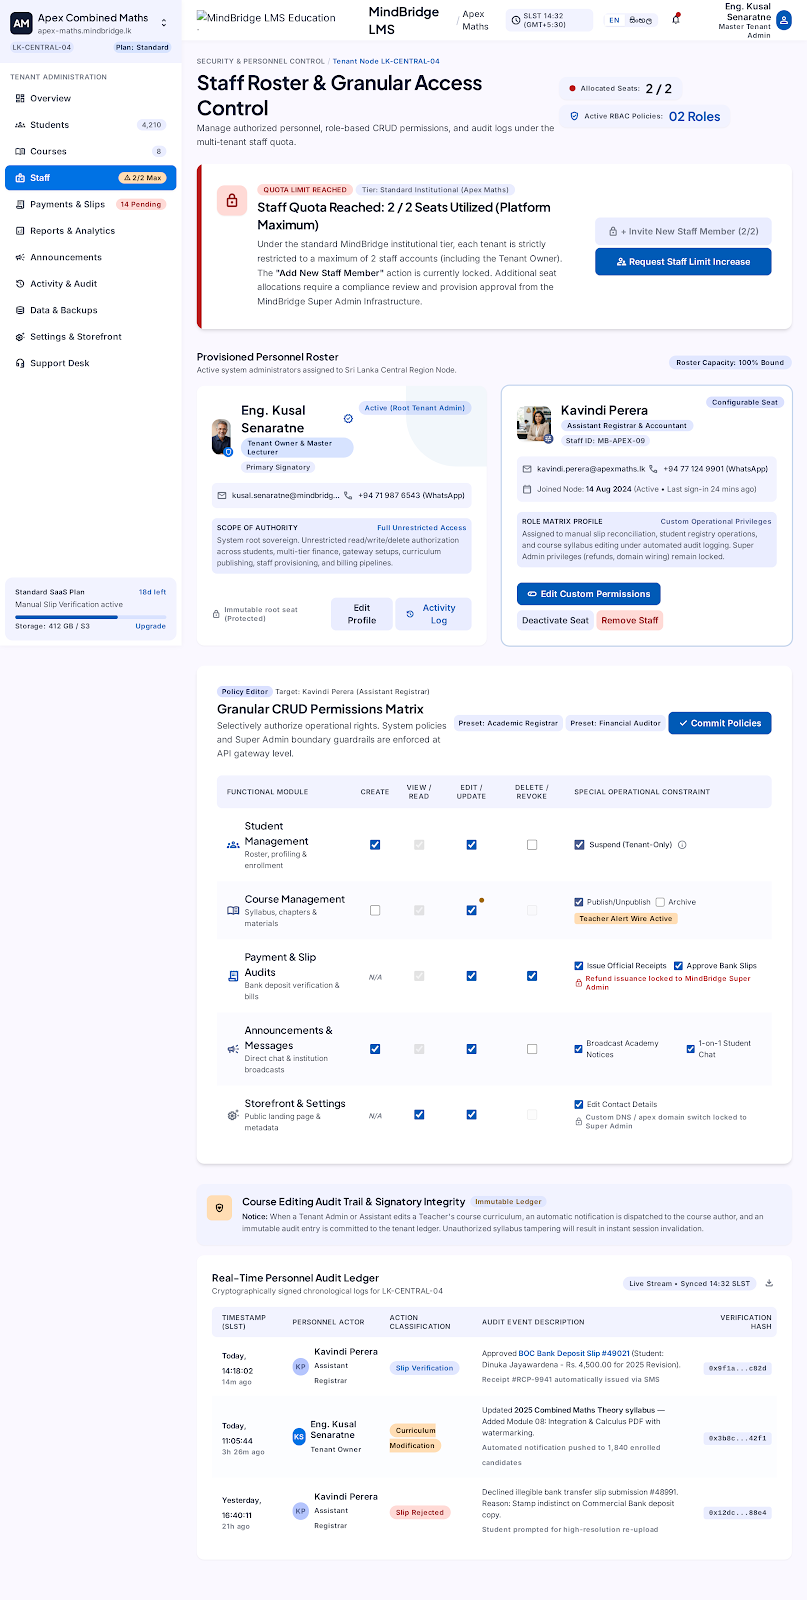 AM
Apex Combined Maths
apex-maths.mindbridge.lk
LK-CENTRAL-04
Plan: Standard
TENANT ADMINISTRATION
Overview
Students
4,210
Courses
8
Staff
2/2 Max
Payments & Slips
14 Pending
Reports & Analytics
Announcements
Activity & Audit
Data & Backups
Settings & Storefront
Support Desk
Standard SaaS Plan
18d left
Manual Slip Verification active
Storage: 412 GB / S3
Upgrade
MindBridge LMS Education
MindBridge
LMS
/
Apex
Maths
SLST 14:32
(GMT+5:30)
EN
සිංහල
Eng. Kusal
Senaratne
Master Tenant
Admin
SECURITY & PERSONNEL CONTROL / Tenant Node LK-CENTRAL-04
Staff Roster & Granular Access
Control
Manage authorized personnel, role-based CRUD permissions, and audit logs under the
multi-tenant staff quota.
Allocated Seats: 2 / 2
Active RBAC Policies: 02 Roles
QUOTA LIMIT REACHED
Tier: Standard Institutional (Apex Maths)
Staff Quota Reached: 2 / 2 Seats Utilized (Platform
Maximum)
Under the standard MindBridge institutional tier, each tenant is strictly
restricted to a maximum of 2 staff accounts (including the Tenant Owner).
The "Add New Staff Member" action is currently locked. Additional seat
allocations require a compliance review and provision approval from the
MindBridge Super Admin Infrastructure.
+ Invite New Staff Member (2/2)
Request Staff Limit Increase
Provisioned Personnel Roster
Active system administrators assigned to Sri Lanka Central Region Node.
Roster Capacity: 100% Bound
Eng. Kusal
Senaratne
Active (Root Tenant Admin)
Tenant Owner & Master
Lecturer
Primary Signatory
kusal.senaratne@mindbridg...
+94 71 987 6543 (WhatsApp)
SCOPE OF AUTHORITY
Full Unrestricted Access
System root sovereign. Unrestricted read/write/delete authorization
across students, multi-tier finance, gateway setups, curriculum
publishing, staff provisioning, and billing pipelines.
Immutable root seat
(Protected)
Edit
Profile
Activity
Log
Configurable Seat
Kavindi Perera
Assistant Registrar & Accountant
Staff ID: MB-APEX-09
kavindi.perera@apexmaths.lk
+94 77 124 9901 (WhatsApp)
Joined Node: 14 Aug 2024 (Active • Last sign-in 24 mins ago)
ROLE MATRIX PROFILE
Custom Operational Privileges
Assigned to manual slip reconciliation, student registry operations,
and course syllabus editing under automated audit logging. Super
Admin privileges (refunds, domain wiring) remain locked.
Edit Custom Permissions
Deactivate Seat
Remove Staff
Policy Editor
Target: Kavindi Perera (Assistant Registrar)
Granular CRUD Permissions Matrix
Selectively authorize operational rights. System policies
and Super Admin boundary guardrails are enforced at
API gateway level.
Preset: Academic Registrar
Preset: Financial Auditor
Commit Policies
FUNCTIONAL MODULE
CREATE
VIEW /
READ
EDIT /
UPDATE
DELETE /
REVOKE
SPECIAL OPERATIONAL CONSTRAINT
Student
Management
Roster, profiling &
enrollment
Suspend (Tenant-Only)
Course Management
Syllabus, chapters &
materials
Publish/Unpublish
Archive
Teacher Alert Wire Active
Payment & Slip
Audits
Bank deposit verification &
bills
N/A
Issue Official Receipts
Approve Bank Slips
Refund issuance locked to MindBridge Super
Admin
Announcements &
Messages
Direct chat & institution
broadcasts
Broadcast Academy
Notices
1-on-1 Student
Chat
Storefront & Settings
Public landing page &
metadata
N/A
Edit Contact Details
Custom DNS / apex domain switch locked to
Super Admin
Course Editing Audit Trail & Signatory Integrity
Immutable Ledger
Notice: When a Tenant Admin or Assistant edits a Teacher's course curriculum, an automatic notification is dispatched to the course author, and an
immutable audit entry is committed to the tenant ledger. Unauthorized syllabus tampering will result in instant session invalidation.
Real-Time Personnel Audit Ledger
Cryptographically signed chronological logs for LK-CENTRAL-04
Live Stream • Synced 14:32 SLST
TIMESTAMP
(SLST)
PERSONNEL ACTOR
ACTION
CLASSIFICATION
AUDIT EVENT DESCRIPTION
VERIFICATION
HASH
Today,
14:18:02
14m ago
KP
Kavindi Perera
Assistant
Registrar
Slip Verification
Approved BOC Bank Deposit Slip #49021 (Student:
Dinuka Jayawardena - Rs. 4,500.00 for 2025 Revision).
Receipt #RCP-9941 automatically issued via SMS
0x9f1a...c82d
Today,
11:05:44
3h 26m ago
KS
Eng. Kusal
Senaratne
Tenant Owner
Curriculum
Modification
Updated 2025 Combined Maths Theory syllabus —
Added Module 08: Integration & Calculus PDF with
watermarking.
Automated notification pushed to 1,840 enrolled
candidates
0x3b8c...42f1
Yesterday,
16:40:11
21h ago
KP
Kavindi Perera
Assistant
Registrar
Slip Rejected
Declined illegible bank transfer slip submission #48991.
Reason: Stamp indistinct on Commercial Bank deposit
copy.
Student prompted for high-resolution re-upload
0x12dc...88e4